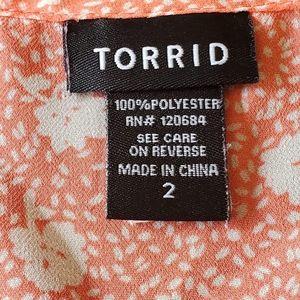 TORRID
100%POLYESTER
RN# 120684
SEE CARE
ON REVERSE
MADE IN CHINA
2